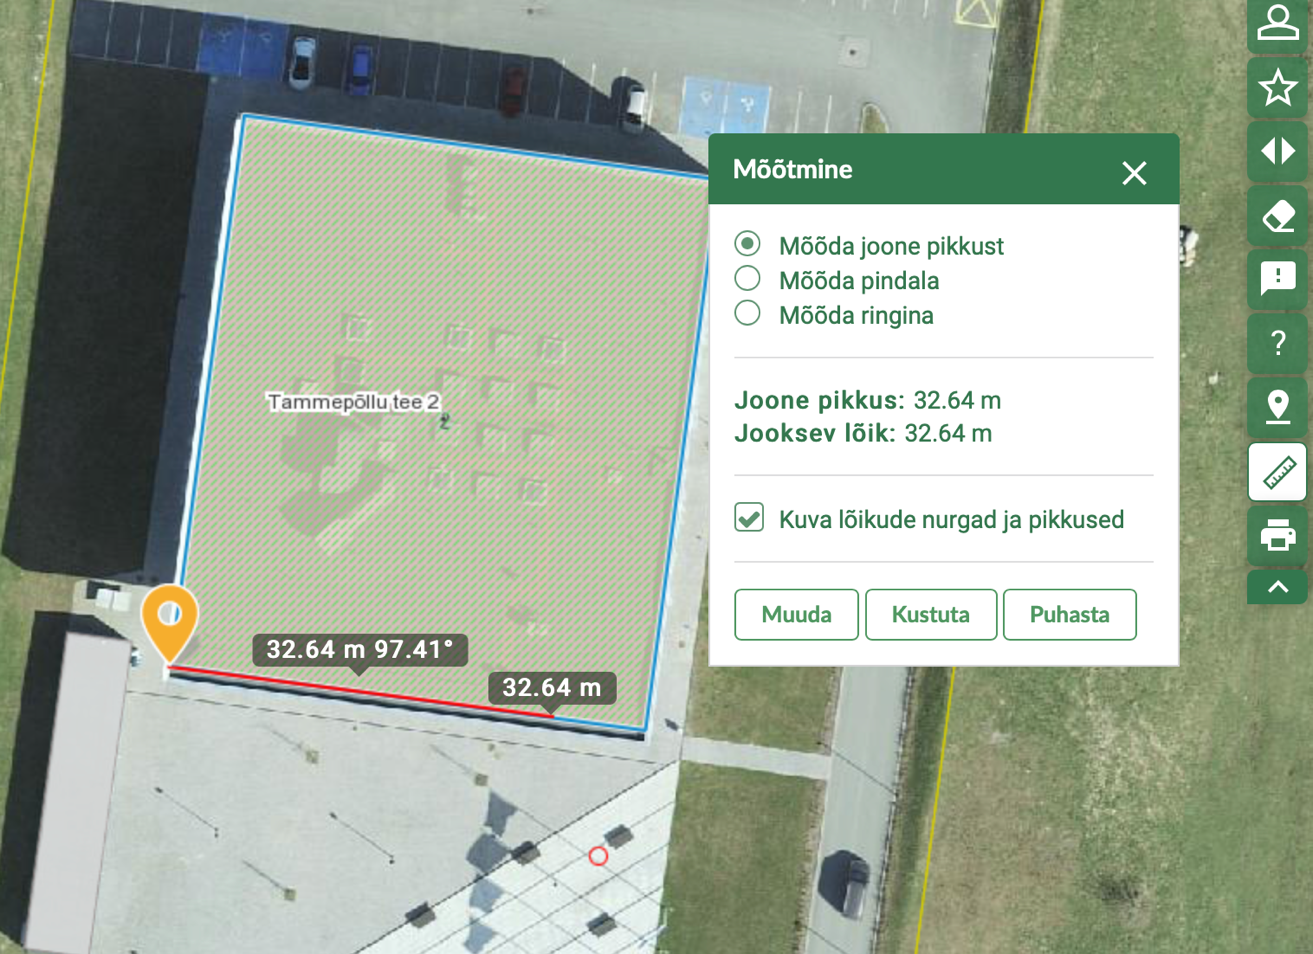 Mõõtmine
Mõõda joone pikkust
Mõõda pindala
Mõõda ringina
Joone pikkus: 32.64 m
Jooksev lõik: 32.64 m
Kuva lõikude nurgad ja pikkused
Muuda
Kustuta
Puhasta
Tammepõllu tee 2
2
32.64 m 97.41°
32.64 m
?